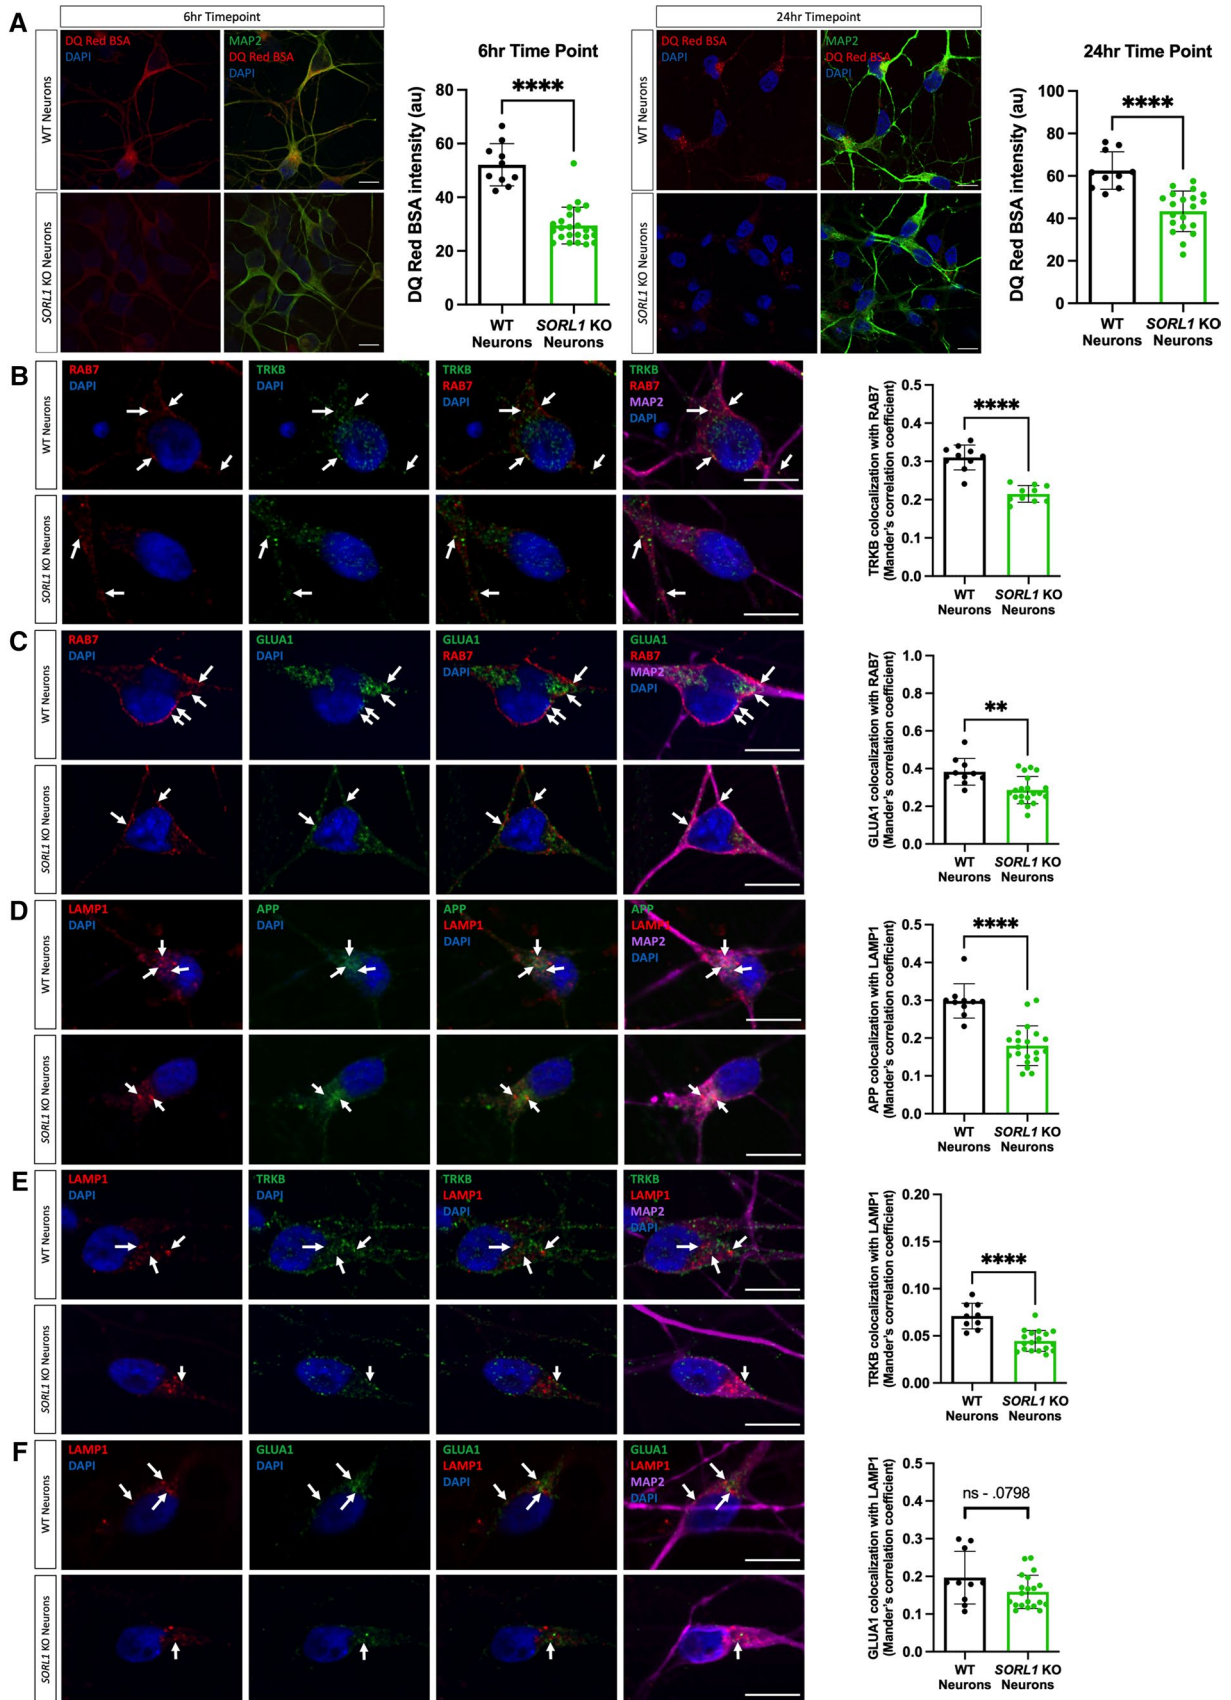 A
6hr Timepoint
WT Neurons
DQ Red BSA
DAPI
MAP2
DQ Red BSA
DAPI
SORL1 KO Neurons
6hr Time Point
DQ Red BSA intensity (au)
80
60
40
20
0
****
WT
Neurons
SORL1 KO
Neurons
24hr Timepoint
WT Neurons
DQ Red BSA
DAPI
MAP2
DQ Red BSA
DAPI
SORL1 KO Neurons
24hr Time Point
DQ Red BSA intensity (au)
100
80
60
40
20
0
****
WT
Neurons
SORL1 KO
Neurons
B
WT Neurons
RAB7
DAPI
TRKB
DAPI
TRKB
RAB7
DAPI
TRKB
RAB7
MAP2
DAPI
SORL1 KO Neurons
TRKB colocalization with RAB7
(Mander's correlation coefficient)
0.5
0.4
0.3
0.2
0.1
0.0
****
WT
Neurons
SORL1 KO
Neurons
C
WT Neurons
RAB7
DAPI
GLUA1
DAPI
GLUA1
RAB7
DAPI
GLUA1
RAB7
MAP2
DAPI
SORL1 KO Neurons
GLUA1 colocalization with RAB7
(Mander's correlation coefficient)
1.0
0.8
0.6
0.4
0.2
0.0
**
WT
Neurons
SORL1 KO
Neurons
D
WT Neurons
LAMP1
DAPI
APP
DAPI
APP
LAMP1
DAPI
APP
LAMP1
MAP2
DAPI
SORL1 KO Neurons
APP colocalization with LAMP1
(Mander's correlation coefficient)
0.5
0.4
0.3
0.2
0.1
0.0
****
WT
Neurons
SORL1 KO
Neurons
E
WT Neurons
LAMP1
DAPI
TRKB
DAPI
TRKB
LAMP1
DAPI
TRKB
LAMP1
MAP2
DAPI
SORL1 KO Neurons
TRKB colocalization with LAMP1
(Mander's correlation coefficient)
0.20
0.15
0.10
0.05
0.00
****
WT
Neurons
SORL1 KO
Neurons
F
WT Neurons
LAMP1
DAPI
GLUA1
DAPI
GLUA1
LAMP1
DAPI
GLUA1
LAMP1
MAP2
DAPI
SORL1 KO Neurons
GLUA1 colocalization with LAMP1
(Mander's correlation coefficient)
0.5
0.4
0.3
0.2
0.1
0.0
ns - .0798
WT
Neurons
SORL1 KO
Neurons